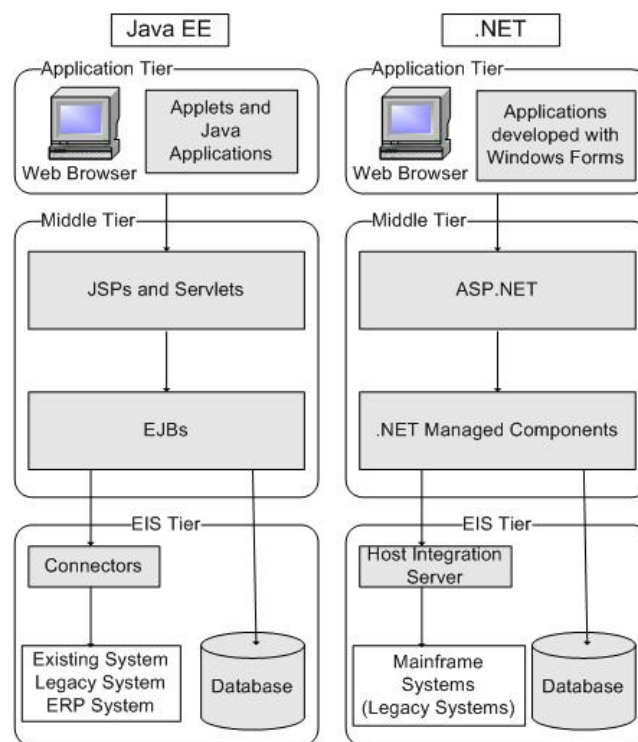 Java EE
Application Tier
Applets and
Java
Applications
Web Browser
Middle Tier
JSPs and Servlets
EJBs
EIS Tier
Connectors
Existing System
Legacy System
ERP System
Database
.NET
Application Tier
Applications
developed with
Windows Forms
Web Browser
Middle Tier
ASP.NET
.NET Managed Components
EIS Tier
Host Integration
Server
Mainframe
Systems
(Legacy Systems)
Database